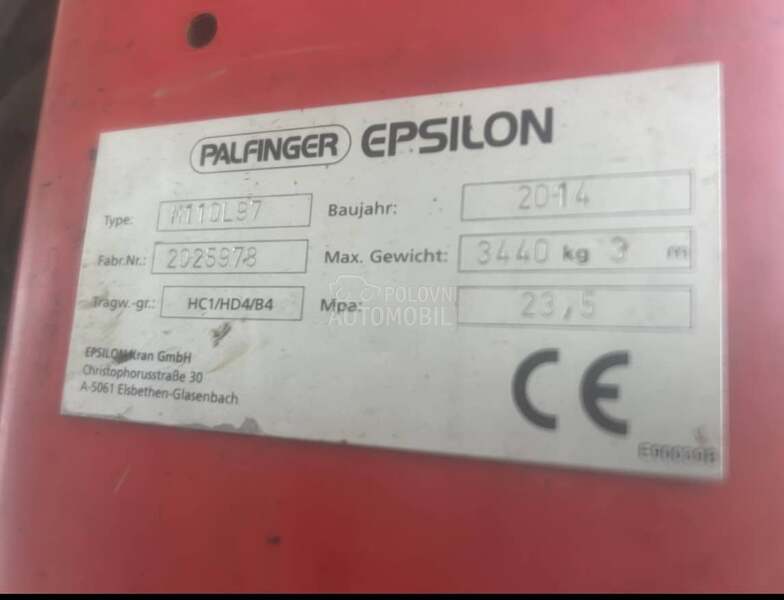 PALFINGER EPSILON
Type: M110L97 Baujahr: 2014
Fabr.Nr.: 2025978 Max. Gewicht: 3440 kg 3 m
Tragw.-gr.: HC1/HD4/B4 Mpa: 23,5
POLOVNI
AUTOMOBILI
EPSILON Kran GmbH
Christophorusstraße 30
A-5061 Elsbethen-Glasenbach
CE